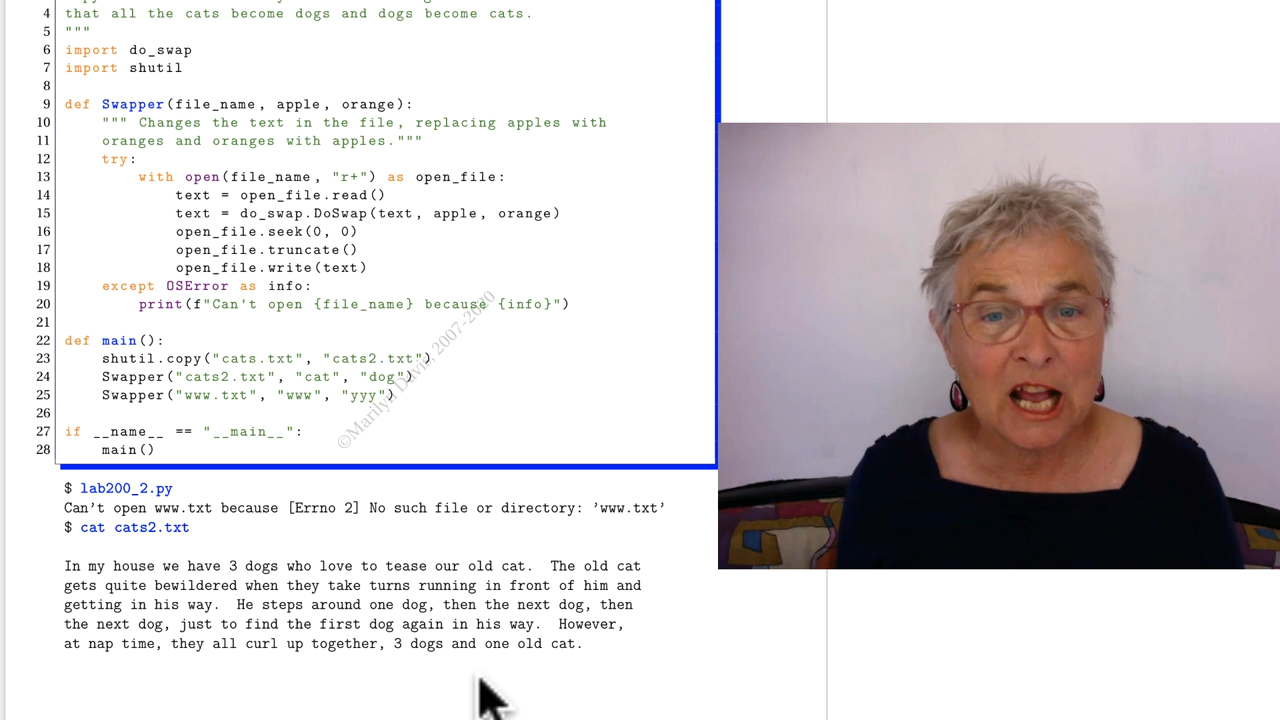 4 that all the cats become dogs and dogs become cats.
5 """
6 import do_swap
7 import shutil
8
9 def Swapper(file_name, apple, orange):
10 """ Changes the text in the file, replacing apples with
11 oranges and oranges with apples."""
12 try:
13 with open(file_name, "r+") as open_file:
14 text = open_file.read()
15 text = do_swap.DoSwap(text, apple, orange)
16 open_file.seek(0, 0)
17 open_file.truncate()
18 open_file.write(text)
19 except OSError as info:
20 print(f"Can't open {file_name} because {info}")
21
22 def main():
23 shutil.copy("cats.txt", "cats2.txt")
24 Swapper("cats2.txt", "cat", "dog")
25 Swapper("www.txt", "www", "yyy")
26
27 if __name__ == "__main__":
28 main()
$ lab200_2.py
Can't open www.txt because [Errno 2] No such file or directory: ’www.txt’
$ cat cats2.txt
In my house we have 3 dogs who love to tease our old cat. The old cat
gets quite bewildered when they take turns running in front of him and
getting in his way. He steps around one dog, then the next dog, then
the next dog, just to find the first dog again in his way. However,
at nap time, they all curl up together, 3 dogs and one old cat.